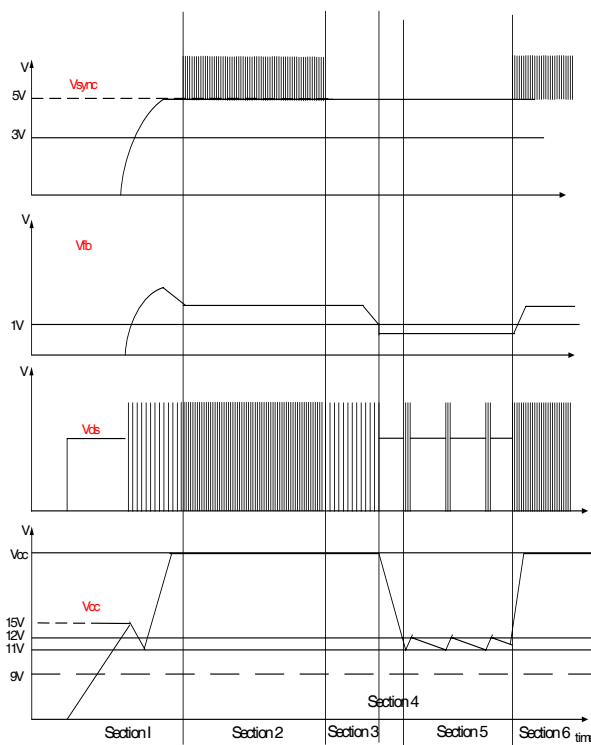 V
Vsync
5V
3V
V
Vfb
1V
V
Vds
V
Vcc
Vcc
15V
12V
11V
9V
Section 4
Section 1
Section 2
Section 3
Section 5
Section 6
time